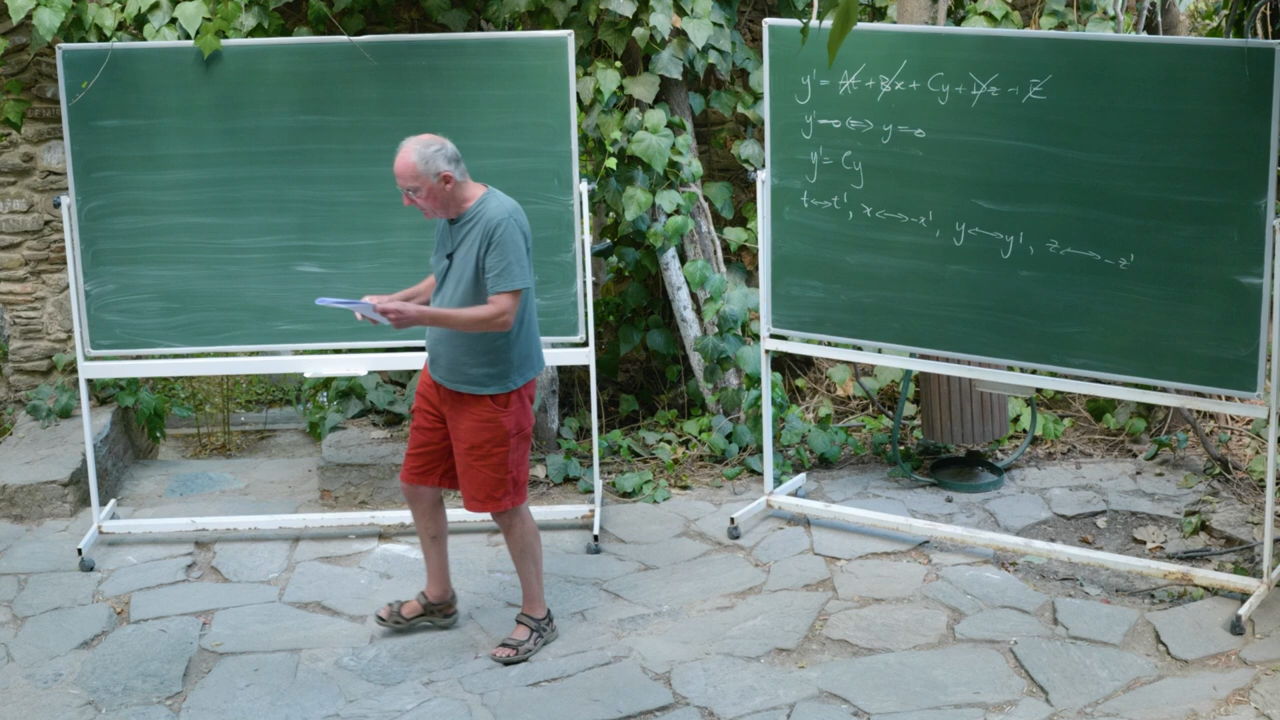 y' = At + Bx + Cy + Dz + E
y'=0 ⇔ y=0
y' = Cy
t↔t', x↔-x', y↔y', z↔-z'